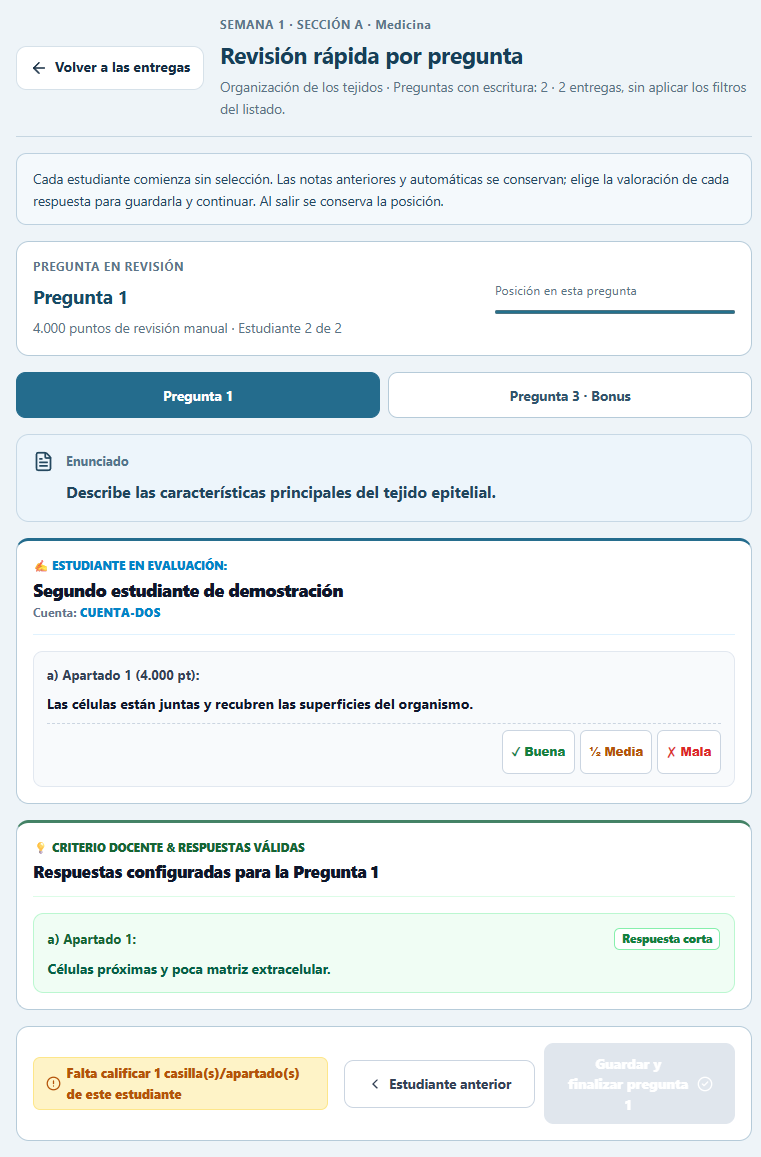 SEMANA 1 · SECCIÓN A · Medicina
← Volver a las entregas
Revisión rápida por pregunta
Organización de los tejidos · Preguntas con escritura: 2 · 2 entregas, sin aplicar los filtros
del listado.
Cada estudiante comienza sin selección. Las notas anteriores y automáticas se conservan; elige la valoración de cada
respuesta para guardarla y continuar. Al salir se conserva la posición.
PREGUNTA EN REVISIÓN
Pregunta 1
4.000 puntos de revisión manual · Estudiante 2 de 2
Posición en esta pregunta
Pregunta 1
Pregunta 3 · Bonus
Enunciado
Describe las características principales del tejido epitelial.
✍ ESTUDIANTE EN EVALUACIÓN:
Segundo estudiante de demostración
Cuenta: CUENTA-DOS
a) Apartado 1 (4.000 pt):
Las células están juntas y recubren las superficies del organismo.
✓ Buena
½ Media
✗ Mala
💡 CRITERIO DOCENTE & RESPUESTAS VÁLIDAS
Respuestas configuradas para la Pregunta 1
a) Apartado 1:
Respuesta corta
Células próximas y poca matriz extracelular.
Falta calificar 1 casilla(s)/apartado(s)
de este estudiante
Estudiante anterior
Guardar y
finalizar pregunta
1